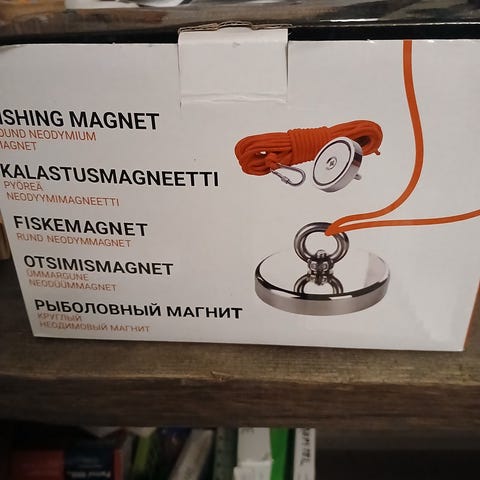 ISHING MAGNET
OUND NEODYMIUM
MAGNET
KALASTUSMAGNEETTI
PYÖREÄ
NEODYYMIMAGNEETTI
FISKEMAGNET
RUND NEODYMMAGNET
OTSIMISMAGNET
ÜMMARGUNE
NEODÜÜMMAGNET
РЫБОЛОВНЫЙ МАГНИТ
КРУГЛЫЙ
НЕОДИМОВЫЙ МАГНИТ